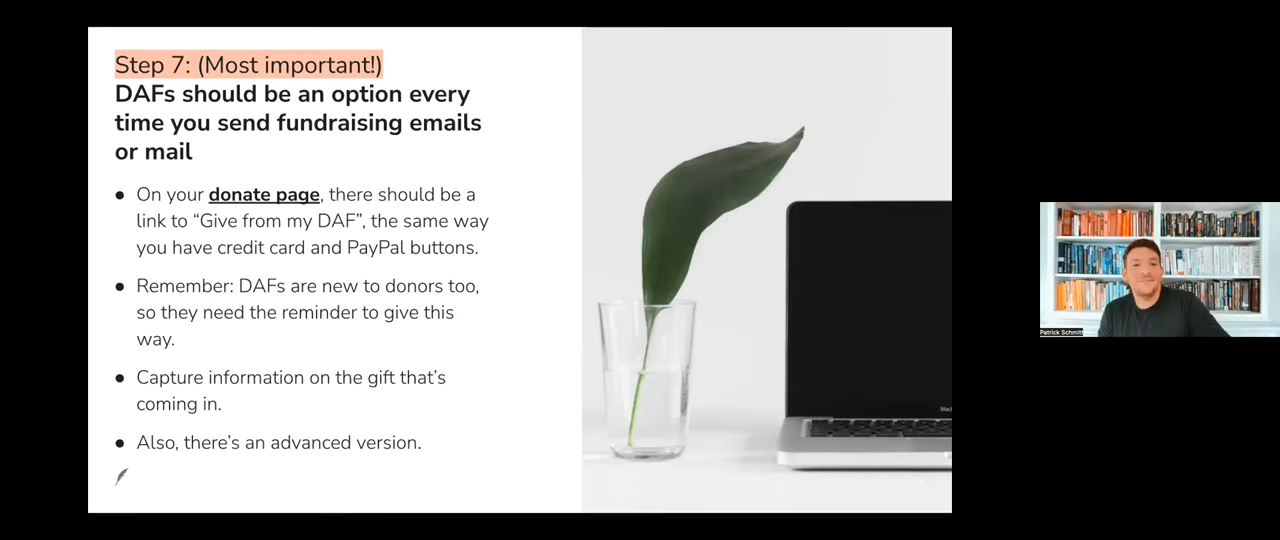 Step 7: (Most important!)
DAFs should be an option every
time you send fundraising emails
or mail
● On your donate page, there should be a
link to “Give from my DAF”, the same way
you have credit card and PayPal buttons.
● Remember: DAFs are new to donors too,
so they need the reminder to give this
way.
● Capture information on the gift that’s
coming in.
● Also, there’s an advanced version.
Patrick Schmitt